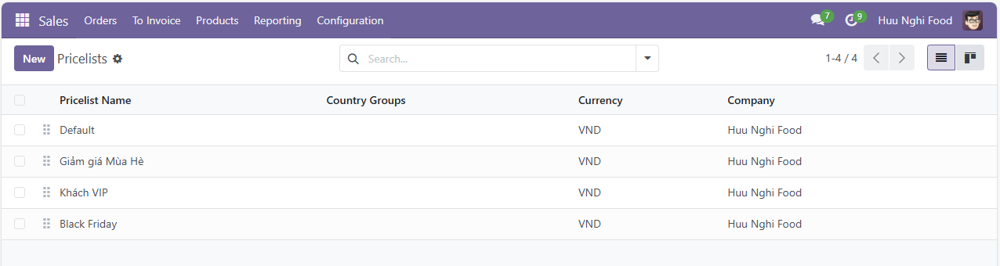 Sales Orders To Invoice Products Reporting Configuration 7 9 Huu Nghi Food
New Pricelists Search... 1-4 / 4
Pricelist Name Country Groups Currency Company
Default VND Huu Nghi Food
Giảm giá Mùa Hè VND Huu Nghi Food
Khách VIP VND Huu Nghi Food
Black Friday VND Huu Nghi Food